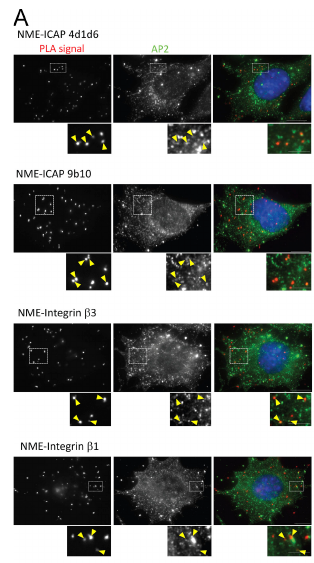 A
NME-ICAP 4d1d6
PLA signal AP2
NME-ICAP 9b10
NME-Integrin β3
NME-Integrin β1